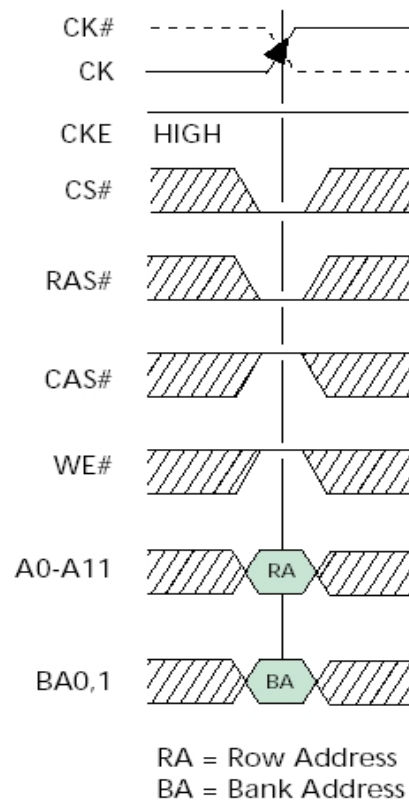 CK#
CK
CKE HIGH
CS#
RAS#
CAS#
WE#
A0-A11 RA
BA0,1 BA
RA = Row Address
BA = Bank Address